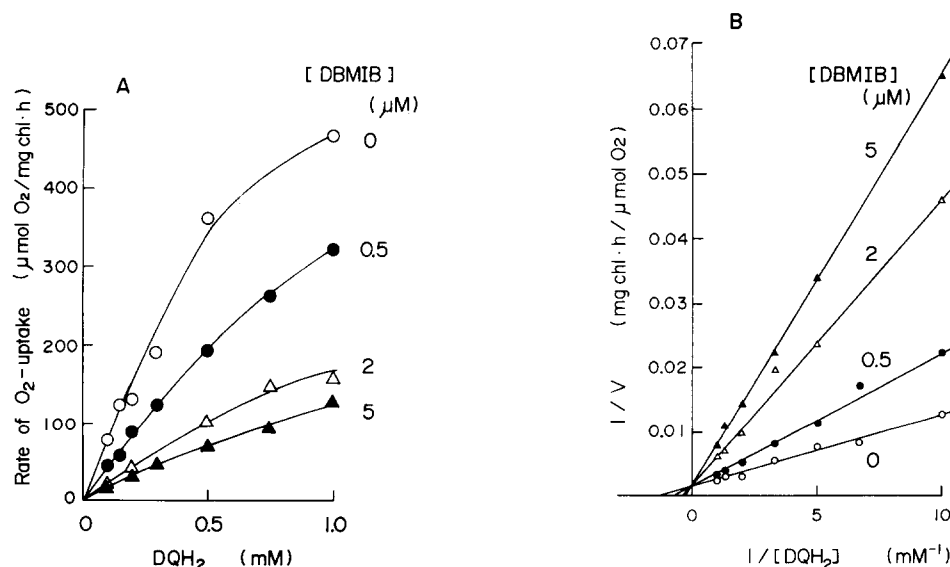 A
[ DBMIB ]
(μM)
500
400
300
200
100
0
0
0.5
2
5
0
0.5
1.0
Rate of O₂-uptake (μmol O₂/mg chl·h)
DQH₂ (mM)
B
[DBMIB]
(μM)
0.07
0.06
0.05
0.04
0.03
0.02
0.01
5
2
0.5
0
0
5
10
1/V (mg chl·h/μmol O₂)
1/[DQH₂] (mM⁻¹)